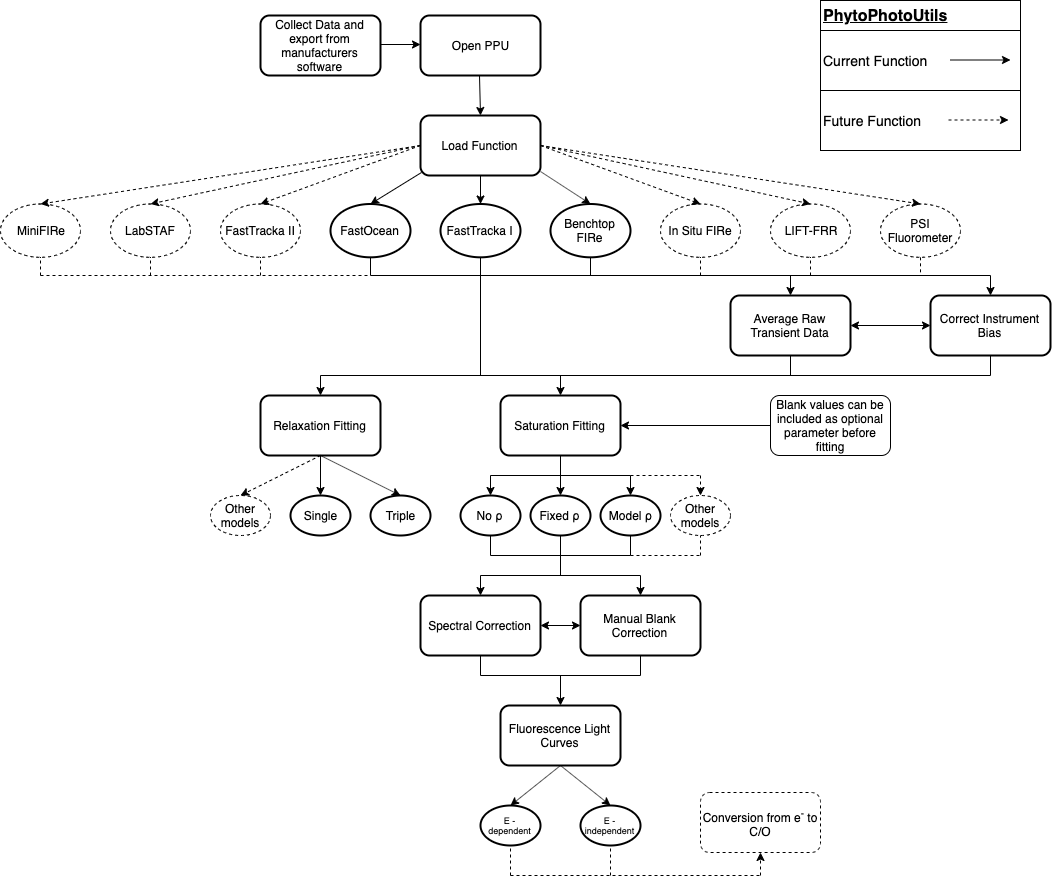 PhytoPhotoUtils
Collect Data and
export from
manufacturers
software
Open PPU
Current Function
Future Function
Load Function
MiniFIRe
LabSTAF
FastTracka II
FastOcean
FastTracka I
Benchtop
FIRe
In Situ FIRe
LIFT-FRR
PSI
Fluorometer
Average Raw
Transient Data
Correct Instrument
Bias
Relaxation Fitting
Saturation Fitting
Blank values can be
included as optional
parameter before
fitting
Other
models
Single
Triple
No ρ
Fixed ρ
Model ρ
Other
models
Spectral Correction
Manual Blank
Correction
Fluorescence Light
Curves
E -
dependent
E -
independent
Conversion from e⁻ to
C/O